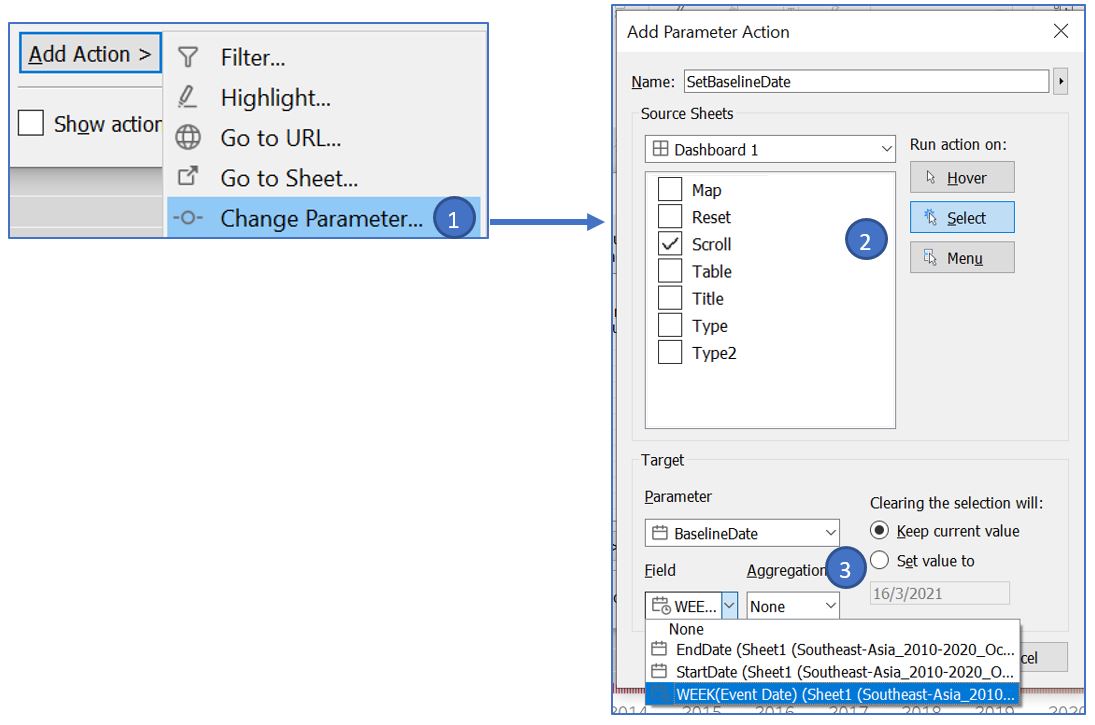 Add Action >
Show action
Filter...
Highlight...
Go to URL...
Go to Sheet...
Change Parameter...
1
Add Parameter Action
Name: SetBaselineDate
Source Sheets
Dashboard 1
Map
Reset
Scroll
Table
Title
Type
Type2
Run action on:
Hover
Select
Menu
2
Target
Parameter
BaselineDate
Field
Aggregation
WEE...
None
3
Clearing the selection will:
Keep current value
Set value to
16/3/2021
None
EndDate (Sheet1 (Southeast-Asia_2010-2020_Oc...
StartDate (Sheet1 (Southeast-Asia_2010-2020_O...
WEEK(Event Date) (Sheet1 (Southeast-Asia_2010...
cel
2014 2015 2016 2017 2018 2019 2020